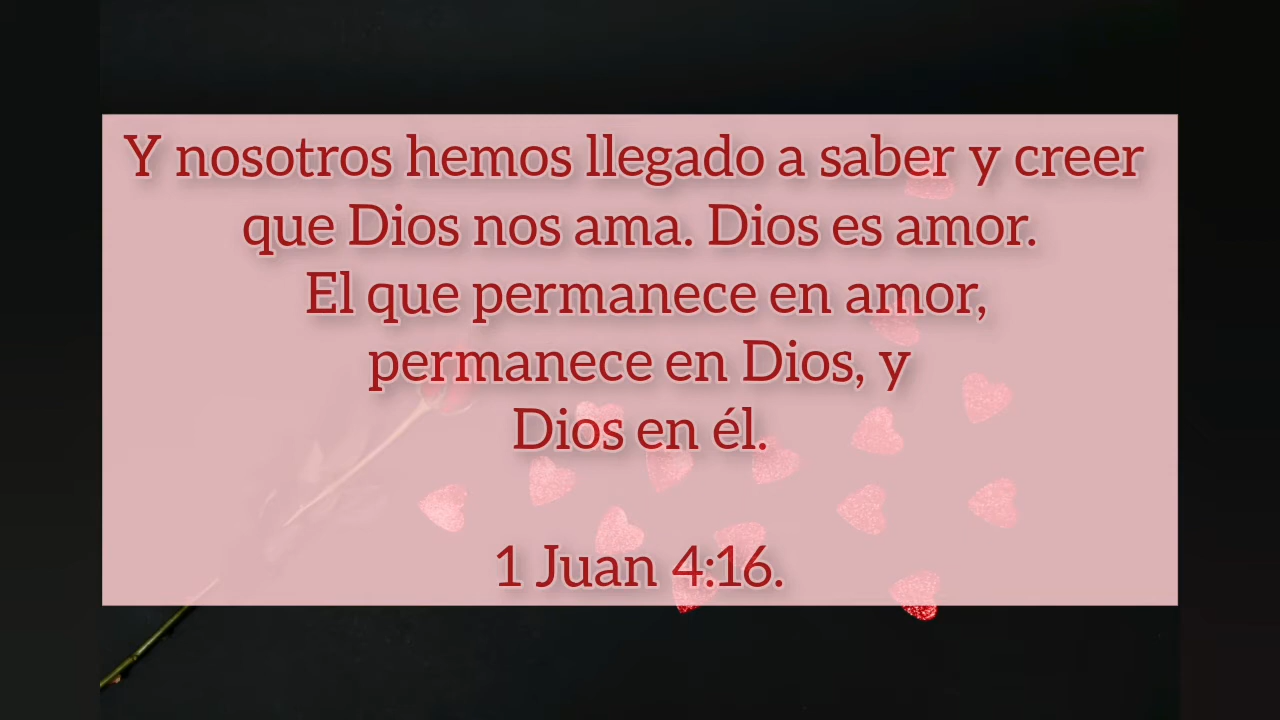 Y nosotros hemos llegado a saber y creer
que Dios nos ama. Dios es amor.
El que permanece en amor,
permanece en Dios, y
Dios en él.
1 Juan 4:16.